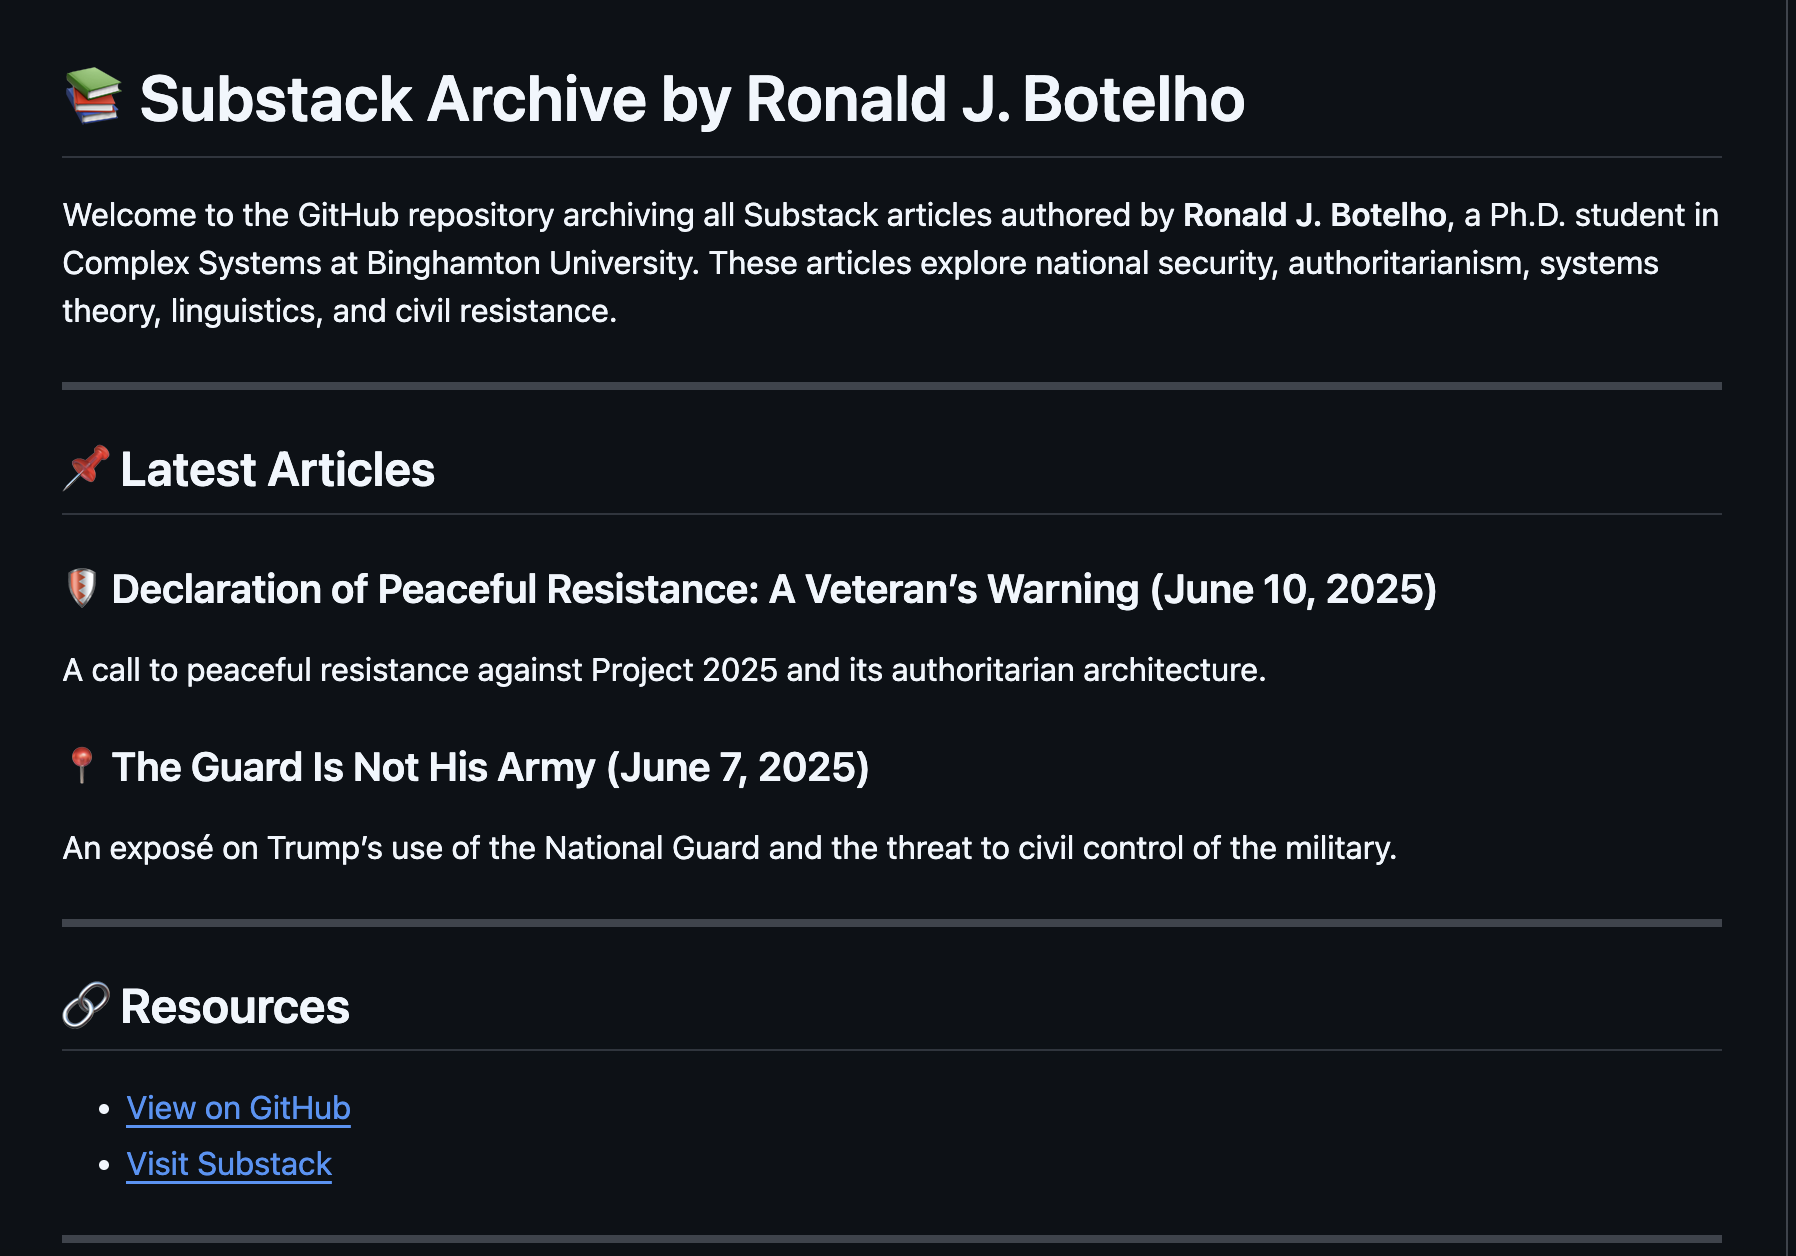 📚 Substack Archive by Ronald J. Botelho
Welcome to the GitHub repository archiving all Substack articles authored by Ronald J. Botelho, a Ph.D. student in
Complex Systems at Binghamton University. These articles explore national security, authoritarianism, systems
theory, linguistics, and civil resistance.
📌 Latest Articles
🛡️ Declaration of Peaceful Resistance: A Veteran’s Warning (June 10, 2025)
A call to peaceful resistance against Project 2025 and its authoritarian architecture.
📍 The Guard Is Not His Army (June 7, 2025)
An exposé on Trump’s use of the National Guard and the threat to civil control of the military.
🔗 Resources
• View on GitHub
• Visit Substack